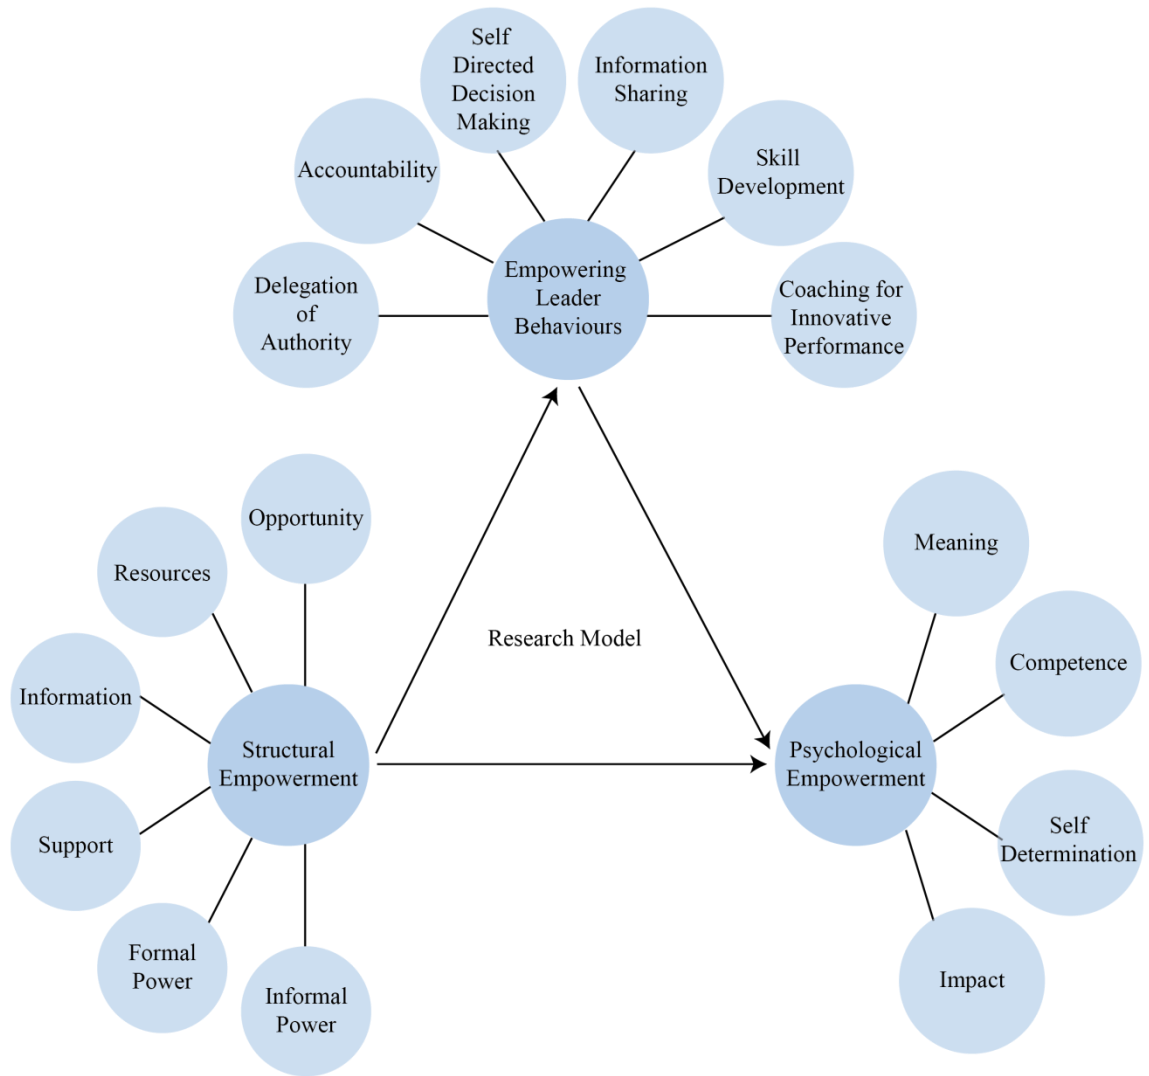 Self
Directed
Decision
Making
Information
Sharing
Accountability
Skill
Development
Delegation
of
Authority
Empowering
Leader
Behaviours
Coaching for
Innovative
Performance
Opportunity
Resources
Information
Support
Formal
Power
Informal
Power
Structural
Empowerment
Research Model
Psychological
Empowerment
Meaning
Competence
Self
Determination
Impact